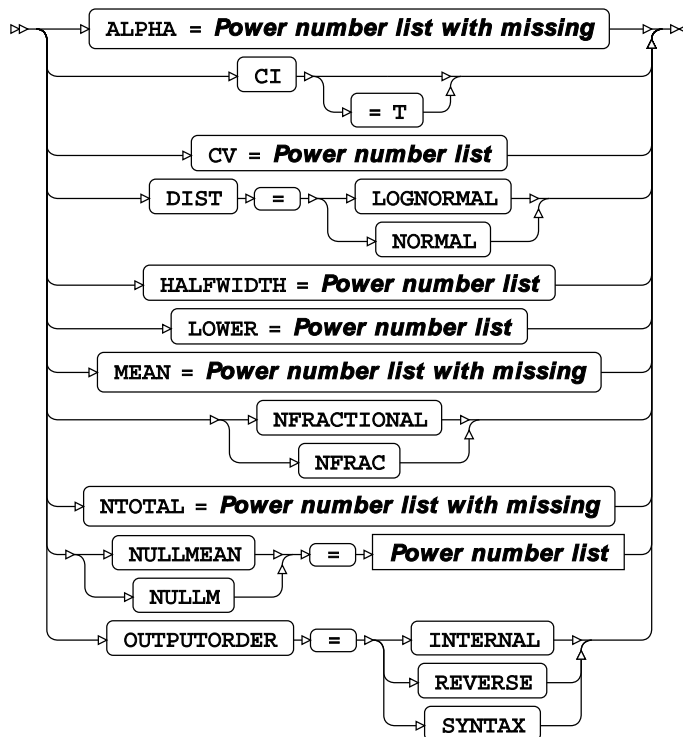 ALPHA = Power number list with missing
CI
= T
CV = Power number list
DIST = LOGNORMAL
NORMAL
HALFWIDTH = Power number list
LOWER = Power number list
MEAN = Power number list with missing
NFRACTIONAL
NFRAC
NTOTAL = Power number list with missing
NULLMEAN = Power number list
NULLM
OUTPUTORDER = INTERNAL
REVERSE
SYNTAX